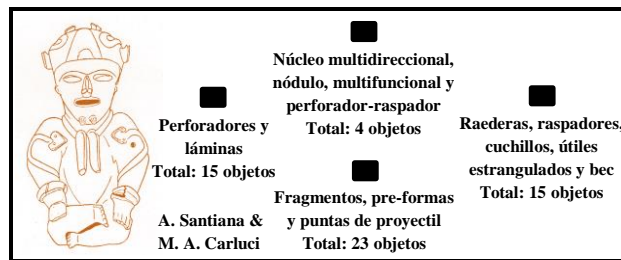 Perforadores y
láminas
Total: 15 objetos
A. Santiana &
M. A. Carluci
Núcleo multidireccional,
nódulo, multifuncional y
perforador-raspador
Total: 4 objetos
Fragmentos, pre-formas
y puntas de proyectil
Total: 23 objetos
Raederas, raspadores,
cuchillos, útiles
estrangulados y bec
Total: 15 objetos